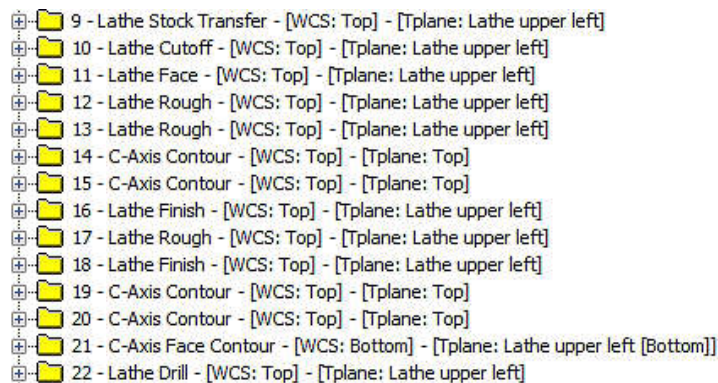 9 - Lathe Stock Transfer - [WCS: Top] - [Tplane: Lathe upper left]
10 - Lathe Cutoff - [WCS: Top] - [Tplane: Lathe upper left]
11 - Lathe Face - [WCS: Top] - [Tplane: Lathe upper left]
12 - Lathe Rough - [WCS: Top] - [Tplane: Lathe upper left]
13 - Lathe Rough - [WCS: Top] - [Tplane: Lathe upper left]
14 - C-Axis Contour - [WCS: Top] - [Tplane: Top]
15 - C-Axis Contour - [WCS: Top] - [Tplane: Top]
16 - Lathe Finish - [WCS: Top] - [Tplane: Lathe upper left]
17 - Lathe Rough - [WCS: Top] - [Tplane: Lathe upper left]
18 - Lathe Finish - [WCS: Top] - [Tplane: Lathe upper left]
19 - C-Axis Contour - [WCS: Top] - [Tplane: Top]
20 - C-Axis Contour - [WCS: Top] - [Tplane: Top]
21 - C-Axis Face Contour - [WCS: Bottom] - [Tplane: Lathe upper left [Bottom]]
22 - Lathe Drill - [WCS: Top] - [Tplane: Lathe upper left]